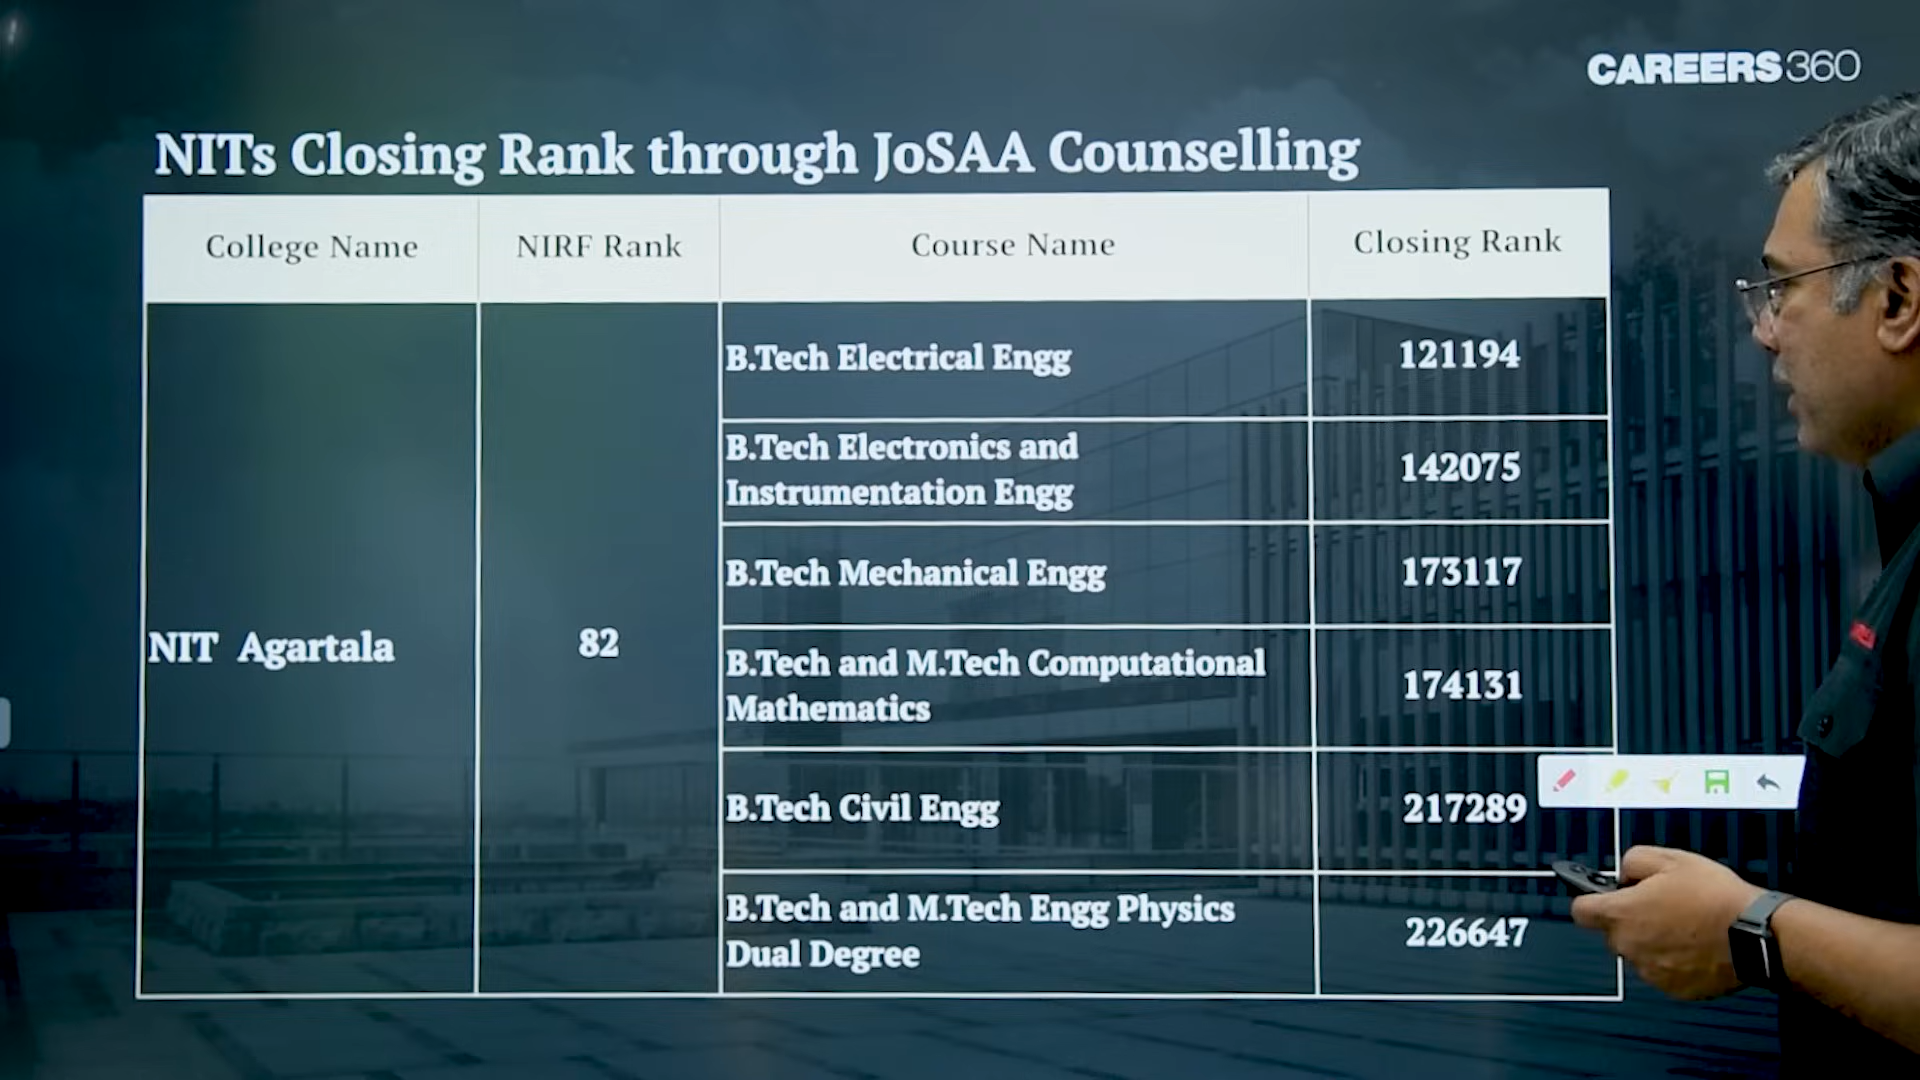 CAREERS360
NITs Closing Rank through JoSAA Counselling
College Name NIRF Rank Course Name Closing Rank
NIT Agartala 82
B.Tech Electrical Engg 121194
B.Tech Electronics and
Instrumentation Engg 142075
B.Tech Mechanical Engg 173117
B.Tech and M.Tech Computational
Mathematics 174131
B.Tech Civil Engg 217289
B.Tech and M.Tech Engg Physics
Dual Degree 226647